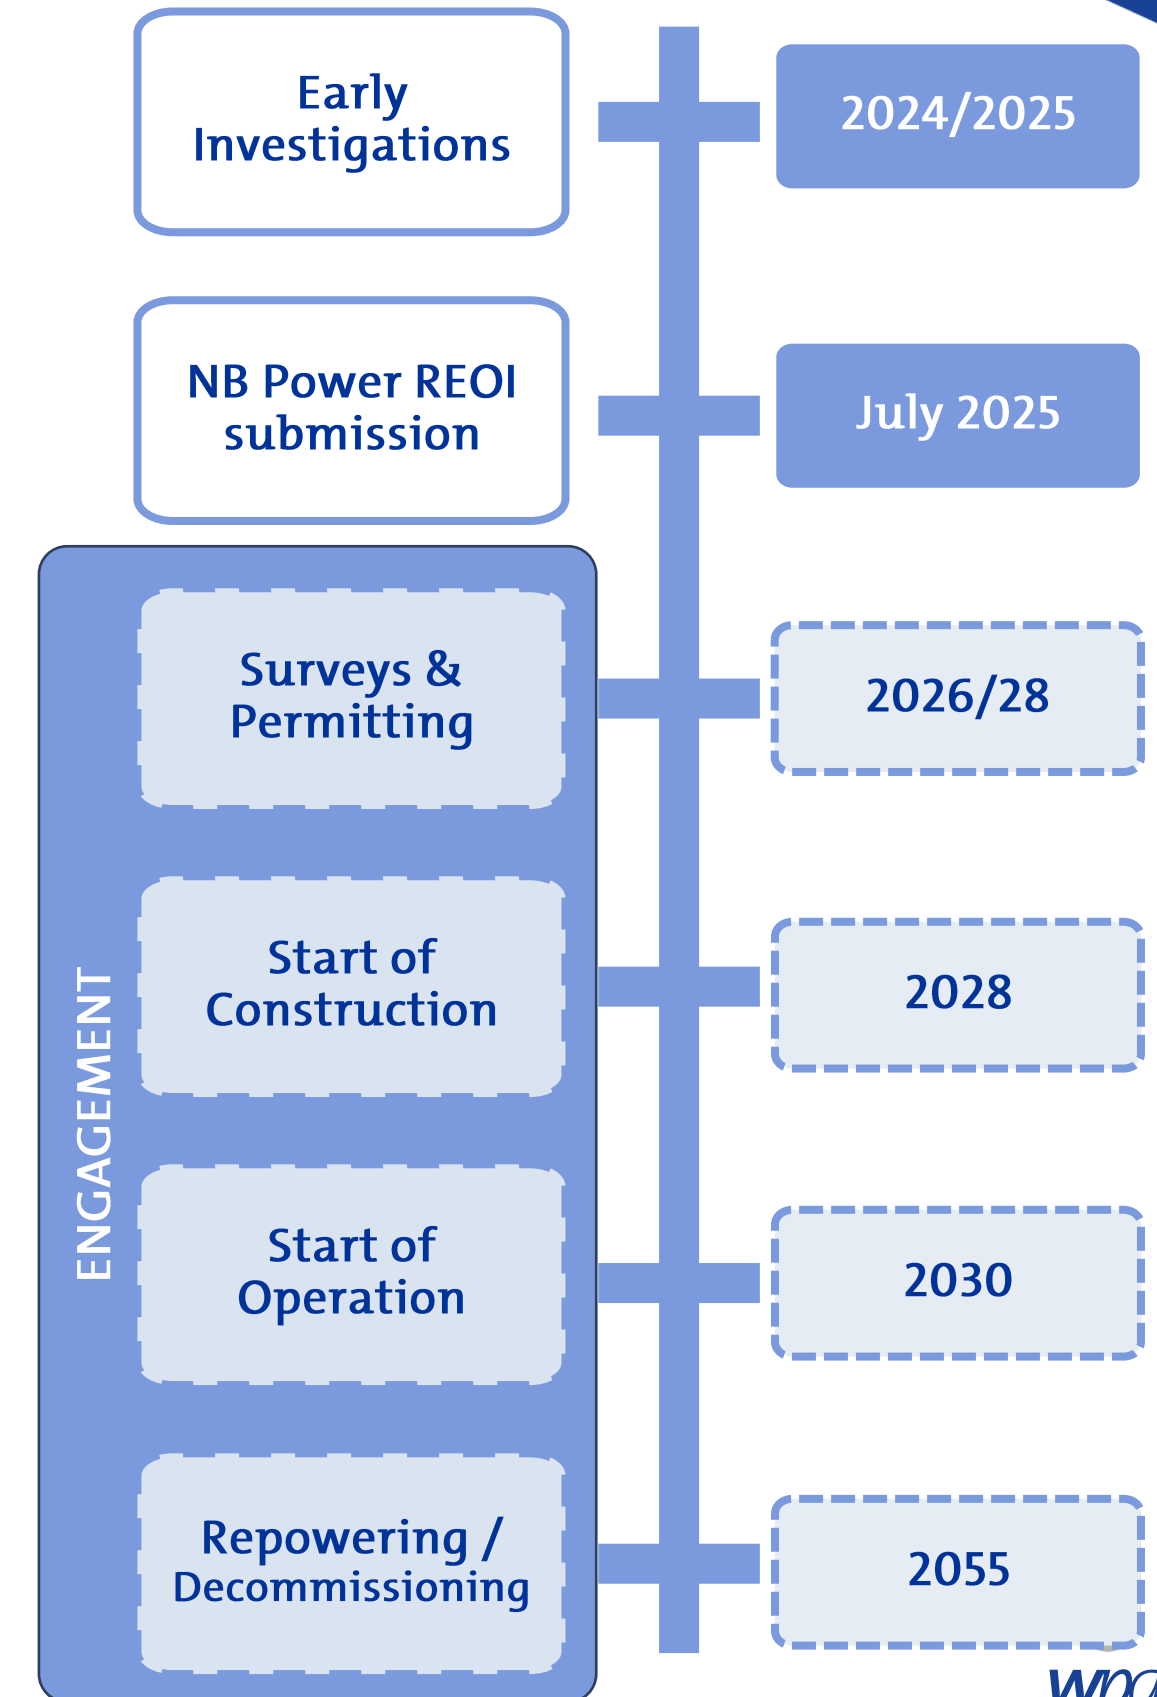 Early
Investigations
2024/2025
NB Power REOI
submission
July 2025
ENGAGEMENT
Surveys &
Permitting
2026/28
Start of
Construction
2028
Start of
Operation
2030
Repowering /
Decommissioning
2055